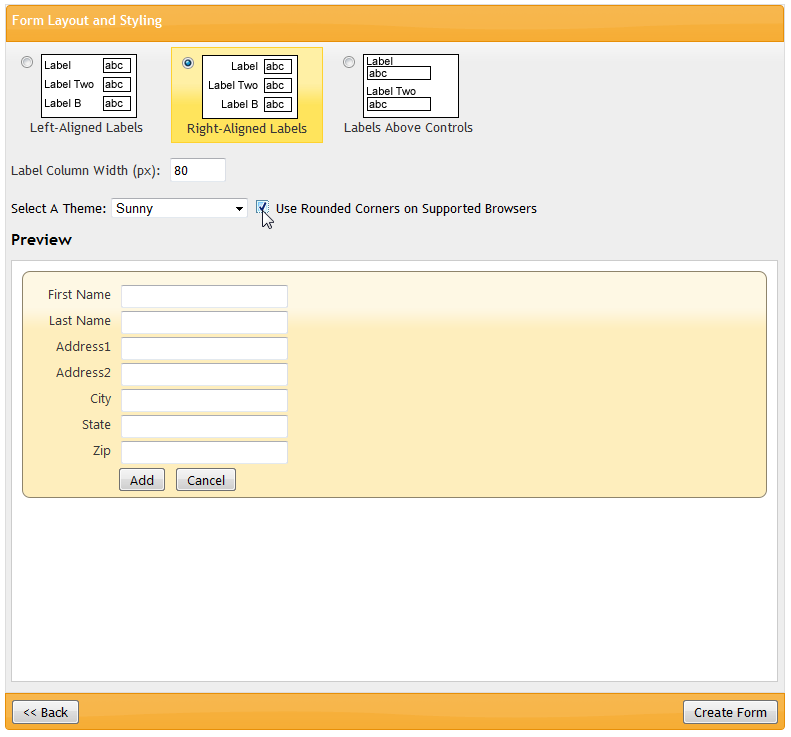 Form Layout and Styling
Label abc
Label Two abc
Label B abc
Left-Aligned Labels
Label abc
Label Two abc
Label B abc
Right-Aligned Labels
Label
abc
Label Two
abc
Labels Above Controls
Label Column Width (px): 80
Select A Theme: Sunny Use Rounded Corners on Supported Browsers
Preview
First Name
Last Name
Address1
Address2
City
State
Zip
Add Cancel
<< Back Create Form